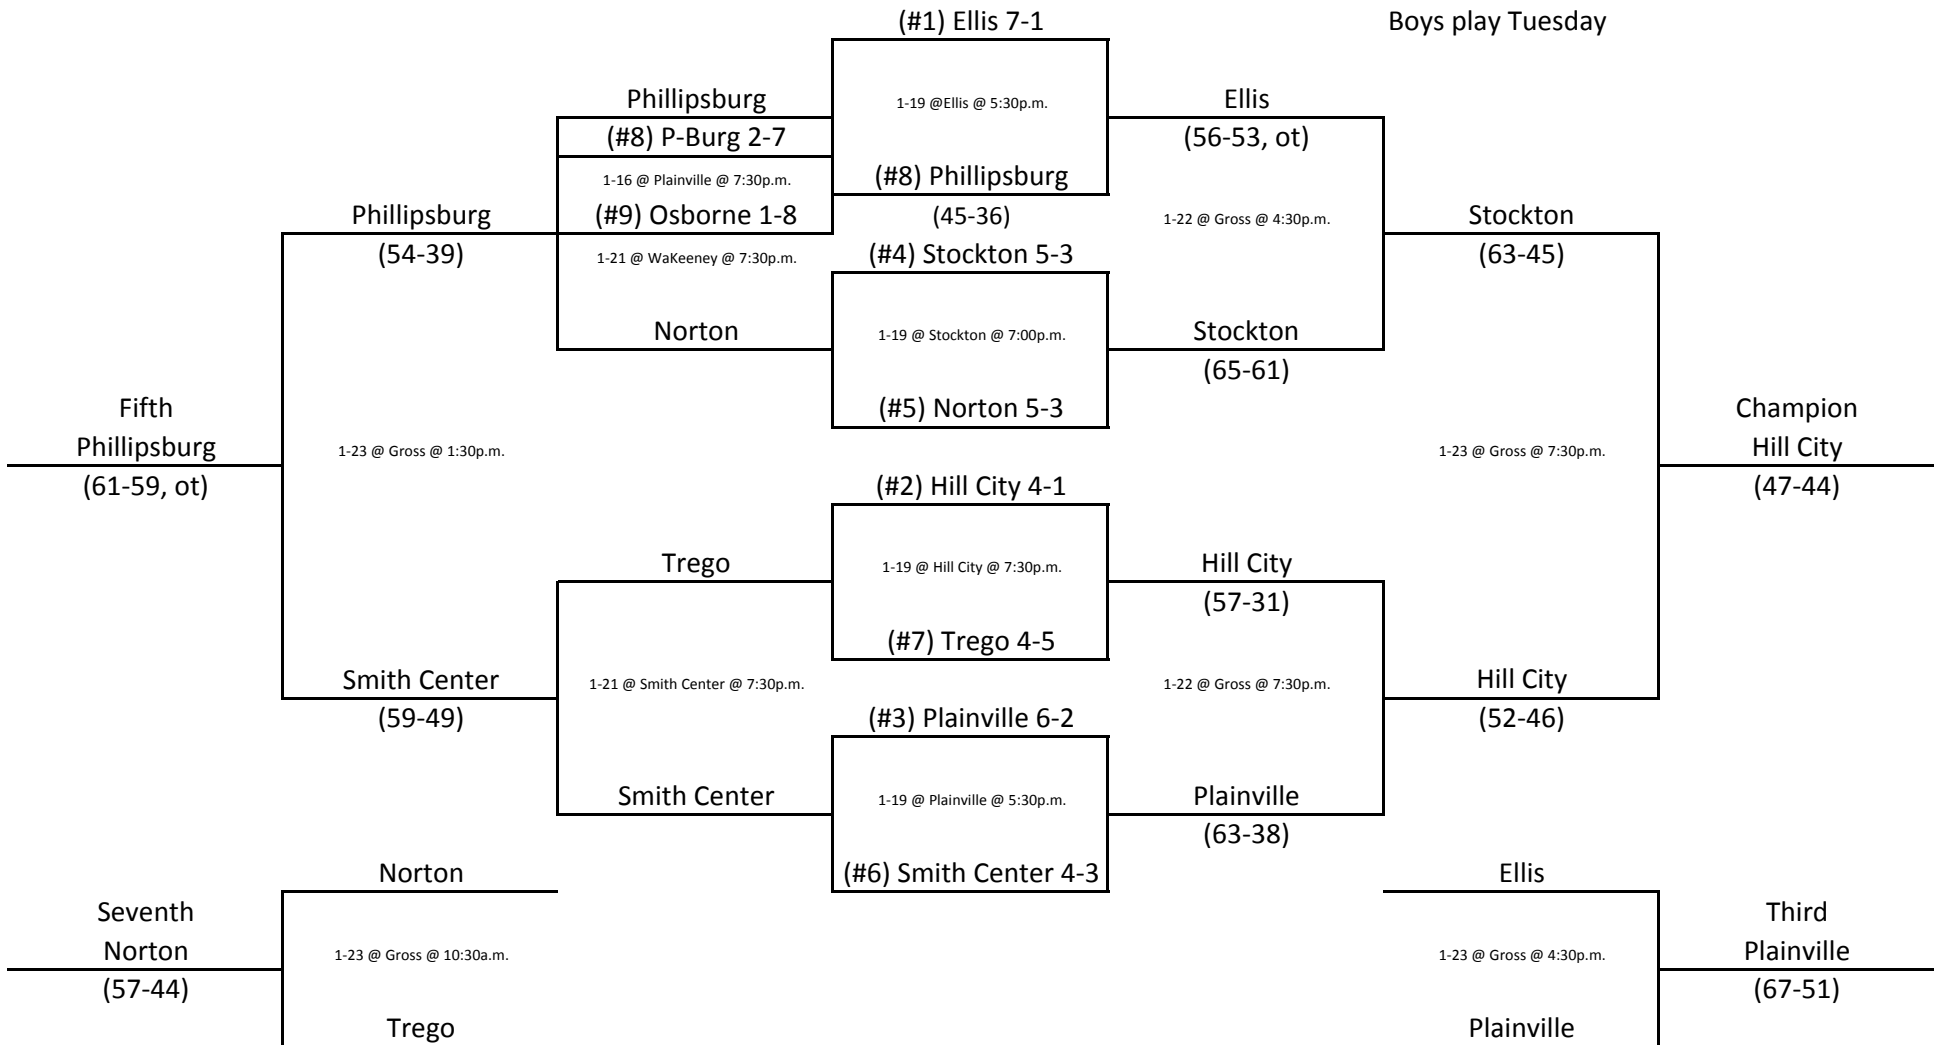 (#1) Ellis 7-1 Boys play Tuesday
Phillipsburg 1-19 @Ellis @ 5:30p.m. Ellis
(#8) P-Burg 2-7 (56-53, ot)
1-16 @ Plainville @ 7:30p.m. (#8) Phillipsburg
Phillipsburg (#9) Osborne 1-8 (45-36) 1-22 @ Gross @ 4:30p.m. Stockton
(54-39) 1-21 @ WaKeeney @ 7:30p.m. (#4) Stockton 5-3 (63-45)
Norton 1-19 @ Stockton @ 7:00p.m. Stockton
(65-61)
Fifth (#5) Norton 5-3 Champion
Phillipsburg 1-23 @ Gross @ 1:30p.m. 1-23 @ Gross @ 7:30p.m. Hill City
(61-59, ot) (#2) Hill City 4-1 (47-44)
Trego 1-19 @ Hill City @ 7:30p.m. Hill City
(57-31)
(#7) Trego 4-5
Smith Center 1-21 @ Smith Center @ 7:30p.m. 1-22 @ Gross @ 7:30p.m. Hill City
(59-49) (#3) Plainville 6-2 (52-46)
Smith Center 1-19 @ Plainville @ 5:30p.m. Plainville
(63-38)
Norton (#6) Smith Center 4-3 Ellis
Seventh Third
Norton 1-23 @ Gross @ 10:30a.m. 1-23 @ Gross @ 4:30p.m. Plainville
(57-44) (67-51)
Trego Plainville